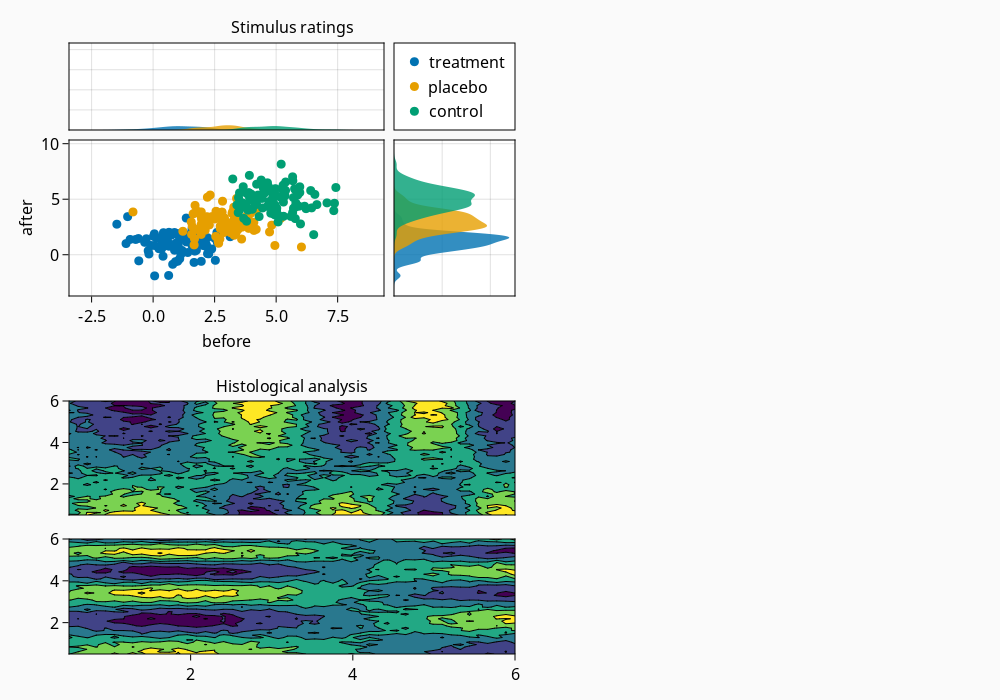 Stimulus ratings
treatment
placebo
control
10
5
0
after
-2.5 0.0 2.5 5.0 7.5
before
Histological analysis
6
4
2
6
4
2
2 4 6